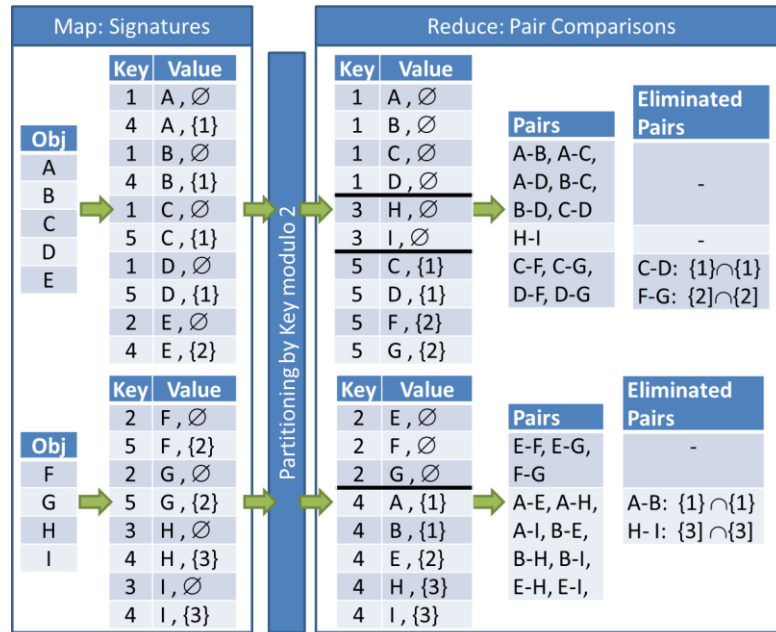 Map: Signatures
Obj
A
B
C
D
E
Key Value
1 A , ∅
4 A, {1}
1 B , ∅
4 B, {1}
1 C , ∅
5 C , {1}
1 D , ∅
5 D , {1}
2 E , ∅
4 E , {2}
Obj
F
G
H
I
Key Value
2 F , ∅
5 F, {2}
2 G , ∅
5 G, {2}
3 H , ∅
4 H, {3}
3 I , ∅
4 I , {3}
Partitioning by Key modulo 2
Reduce: Pair Comparisons
Key Value
1 A , ∅
1 B , ∅
1 C , ∅
1 D , ∅
3 H , ∅
3 I , ∅
5 C , {1}
5 D , {1}
5 F , {2}
5 G , {2}
Pairs
A-B, A-C,
A-D, B-C,
B-D, C-D
H-I
C-F, C-G,
D-F, D-G
Eliminated
Pairs
-
-
C-D: {1}∩{1}
F-G: {2]∩{2]
Key Value
2 E , ∅
2 F , ∅
2 G , ∅
4 A , {1}
4 B , {1}
4 E , {2}
4 H , {3}
4 I , {3}
Pairs
E-F, E-G,
F-G
A-E, A-H,
A-I, B-E,
B-H, B-I,
E-H, E-I,
Eliminated
Pairs
-
A-B: {1} ∩{1}
H- I: {3] ∩{3]